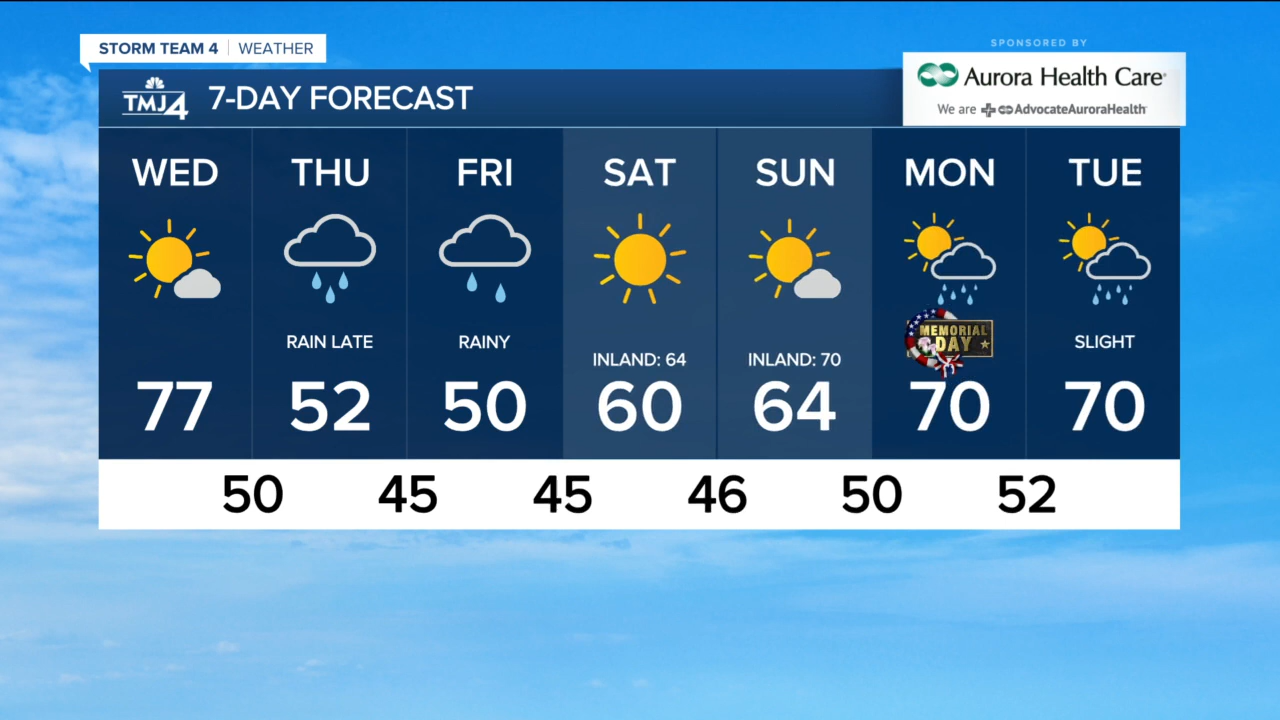 STORM TEAM 4 | WEATHER
SPONSORED BY
Aurora Health Care®
We are AdvocateAuroraHealth
TMJ4 7-DAY FORECAST
WED THU FRI SAT SUN MON TUE
MEMORIAL DAY
RAIN LATE RAINY SLIGHT
INLAND: 64 INLAND: 70
77 52 50 60 64 70 70
50 45 45 46 50 52